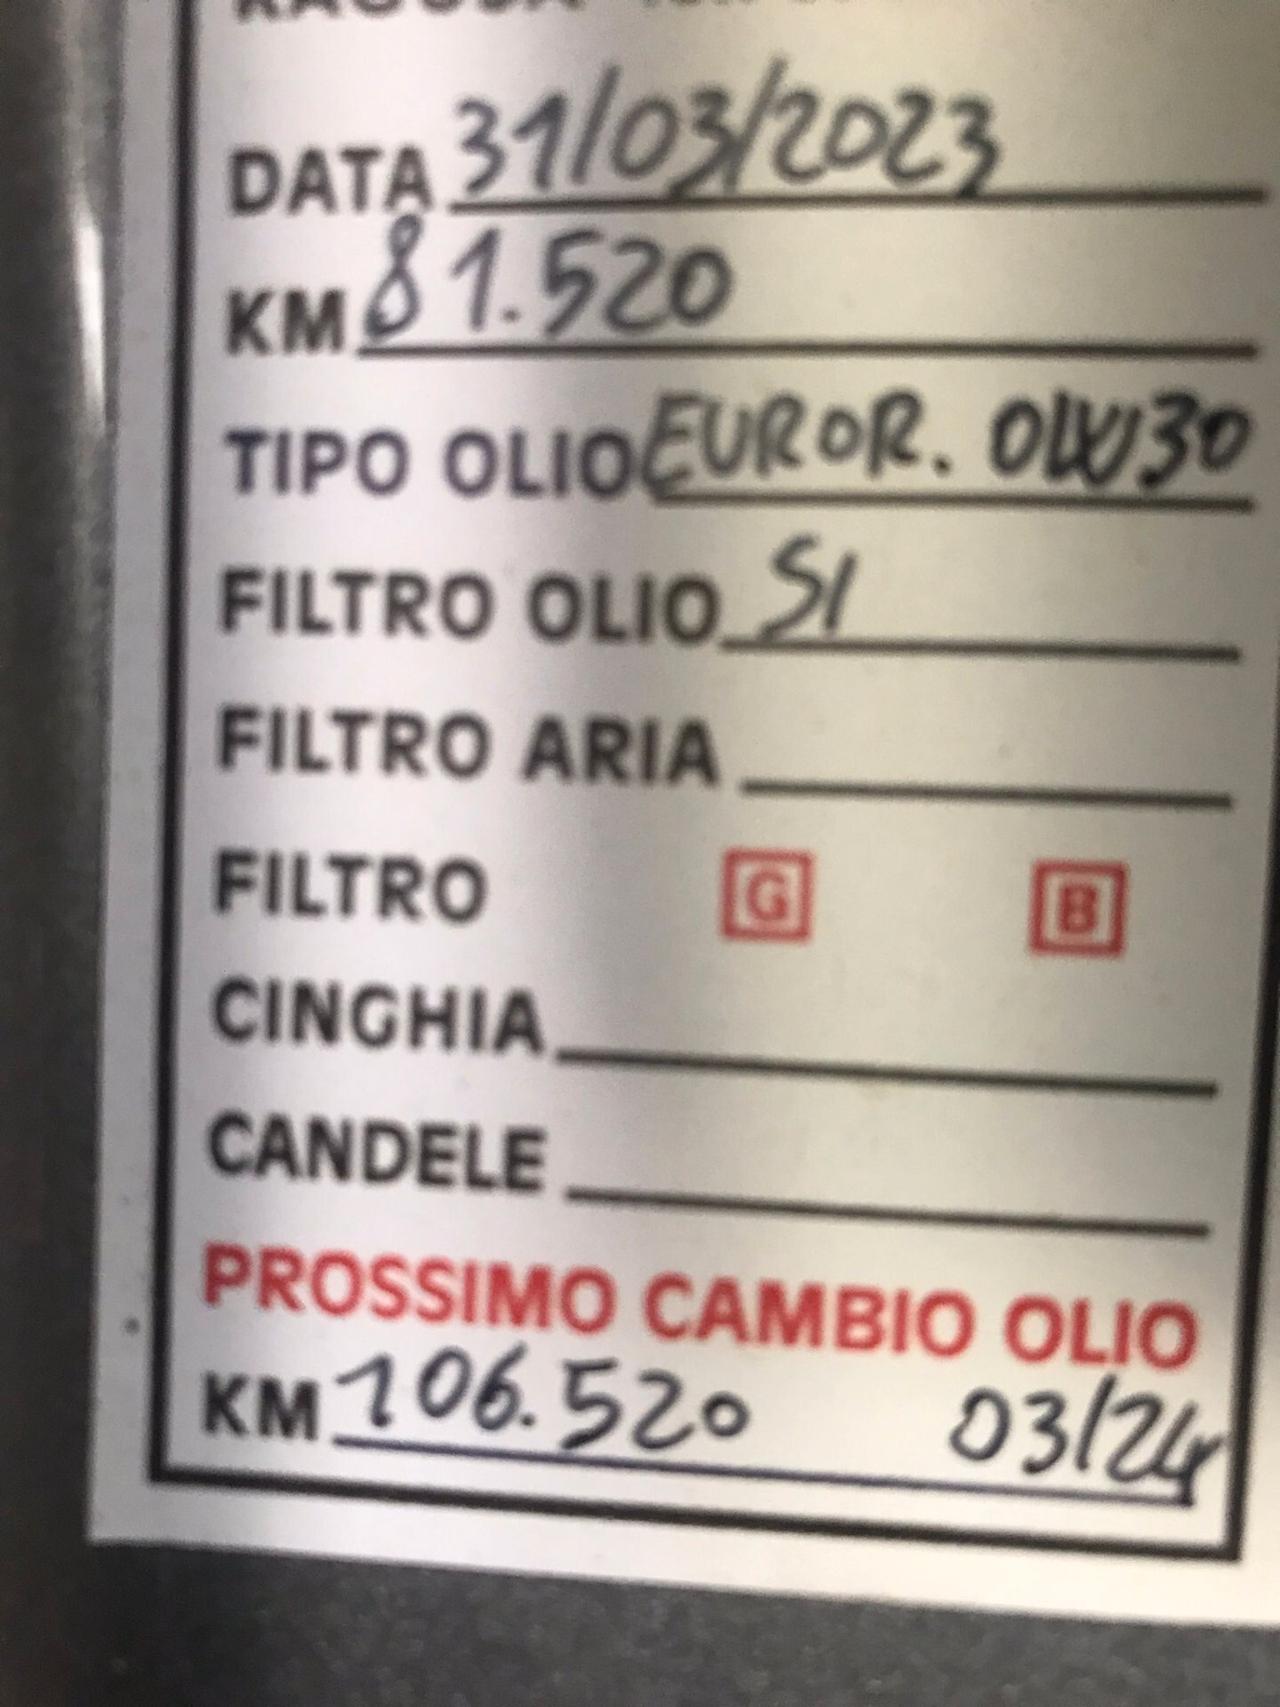 RAGUSA
DATA 31/03/2023
KM 81.520
TIPO OLIO EUROR. 0W30
FILTRO OLIO SI
FILTRO ARIA
FILTRO G B
CINGHIA
CANDELE
PROSSIMO CAMBIO OLIO
KM 106.520 03/24